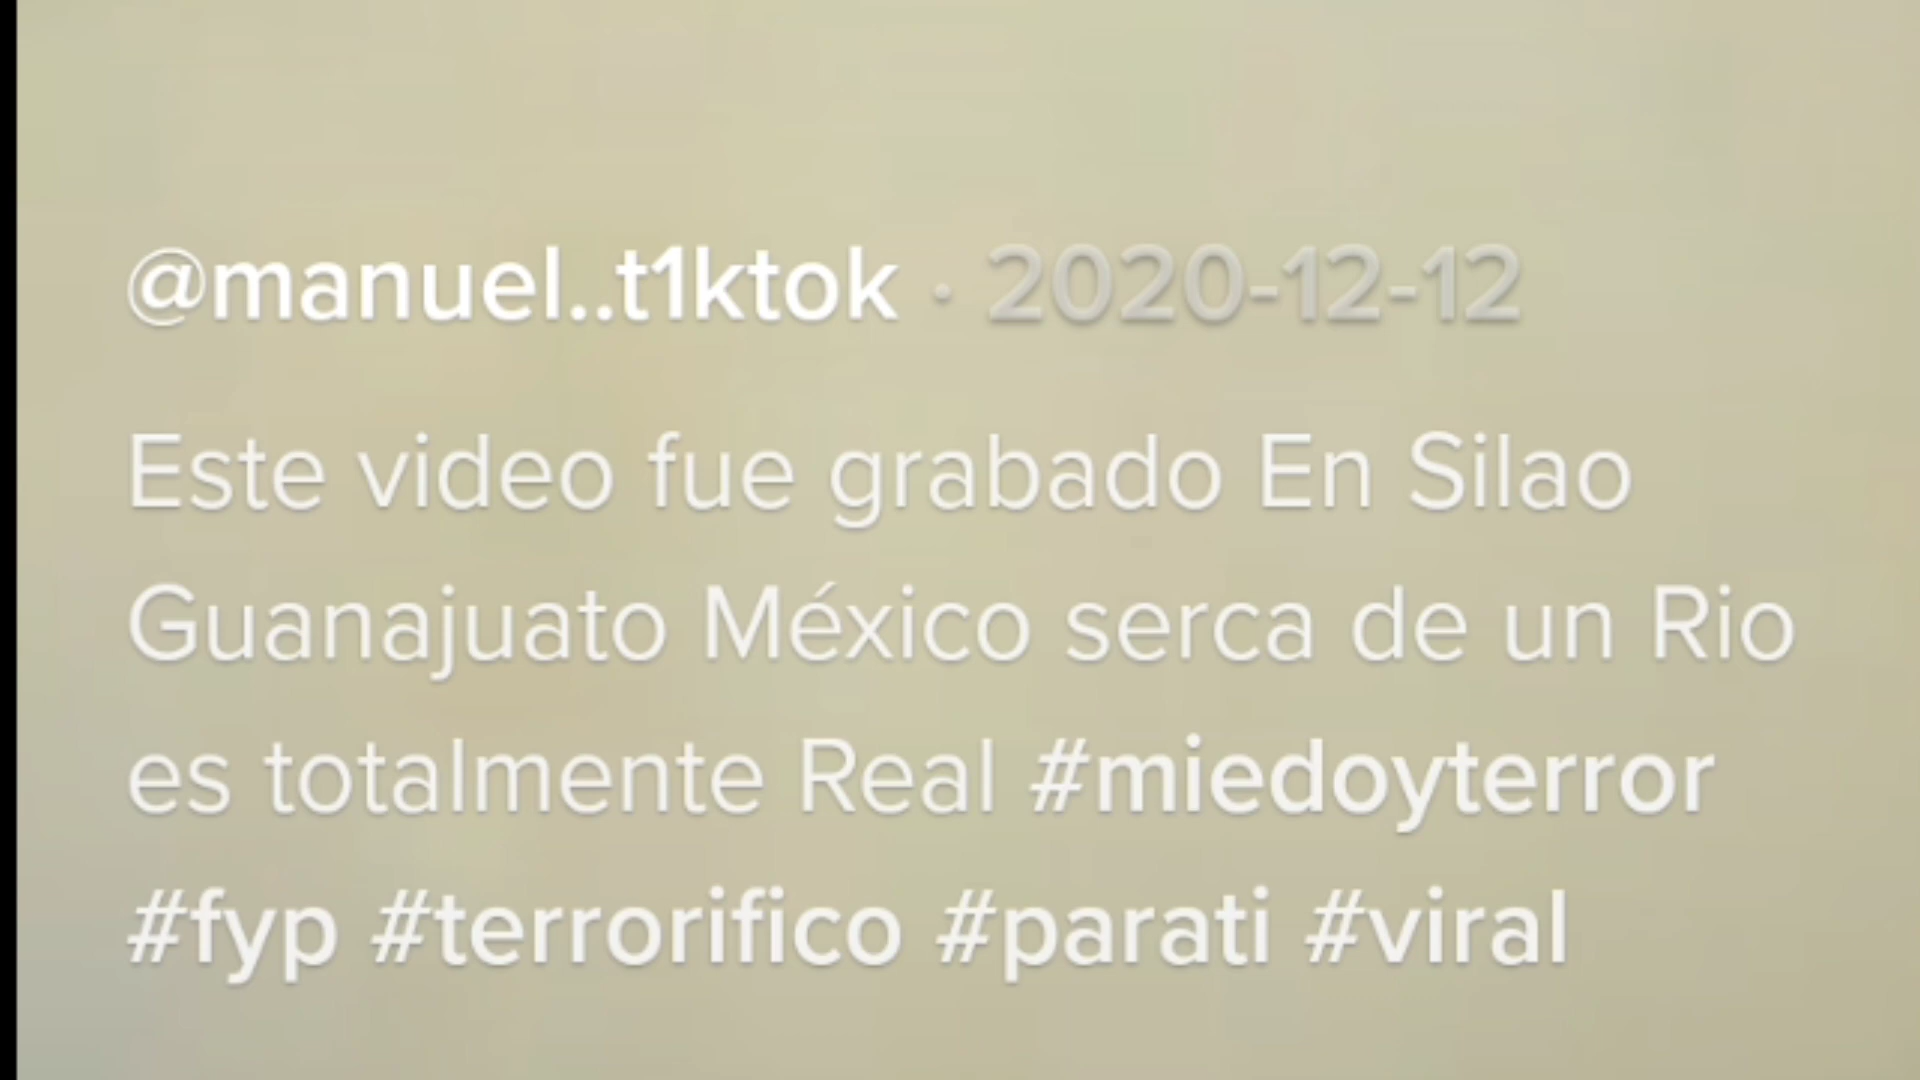 @manuel..t1ktok · 2020-12-12
Este video fue grabado En Silao
Guanajuato México serca de un Rio
es totalmente Real #miedoyterror
#fyp #terrorifico #parati #viral